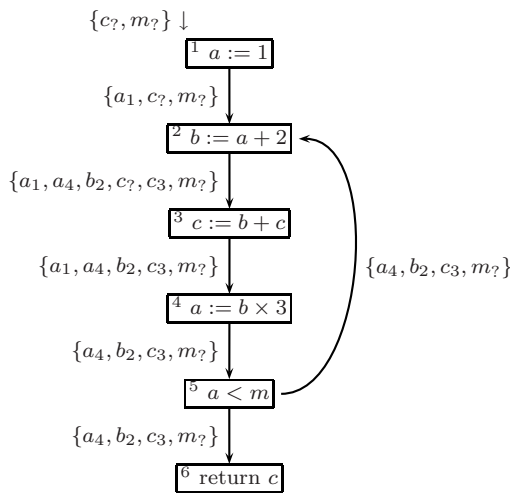 {c?, m?} ↓
1 a := 1
{a1, c?, m?}
2 b := a + 2
{a1, a4, b2, c?, c3, m?}
3 c := b + c
{a1, a4, b2, c3, m?}
{a4, b2, c3, m?}
4 a := b × 3
{a4, b2, c3, m?}
5 a < m
{a4, b2, c3, m?}
6 return c